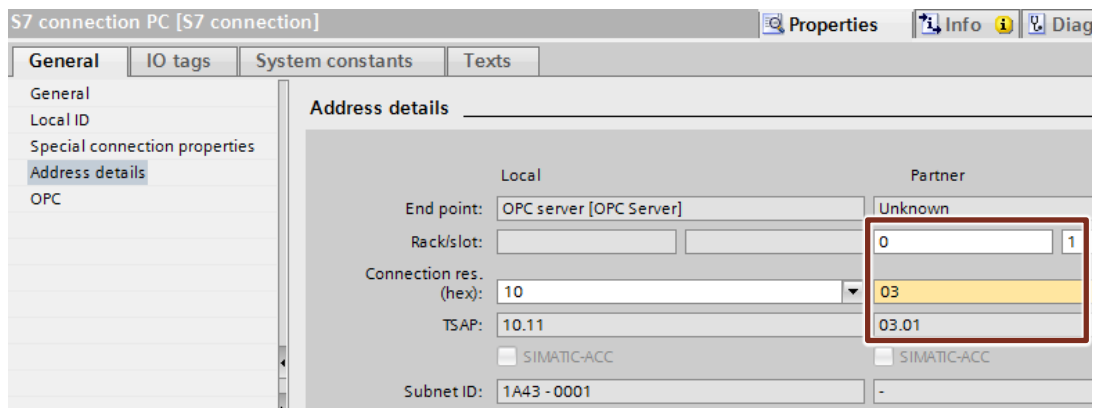 S7 connection PC [S7 connection]
Properties Info Diag
General IO tags System constants Texts
General
Local ID
Special connection properties
Address details
OPC
Address details
Local Partner
End point: OPC server [OPC Server] Unknown
Rack/slot: 0 1
Connection res.
(hex): 10 03
TSAP: 10.11 03.01
SIMATIC-ACC SIMATIC-ACC
Subnet ID: 1A43 - 0001 -